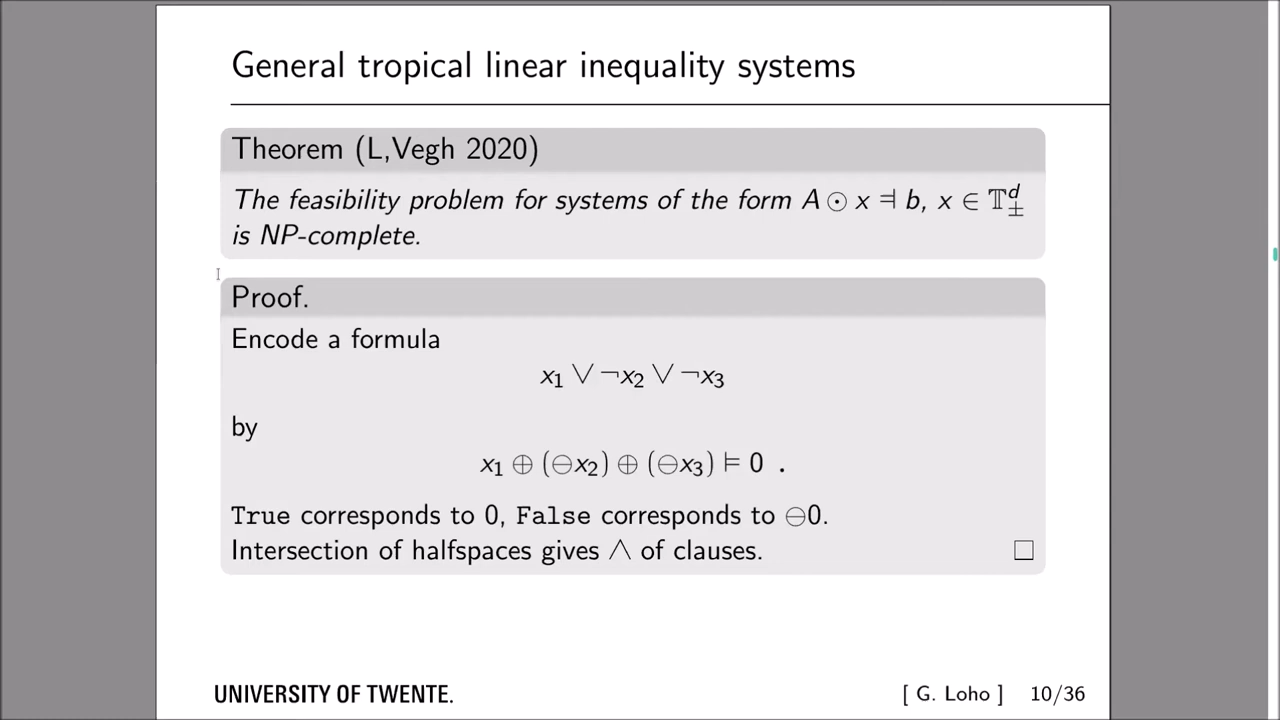 General tropical linear inequality systems
Theorem (L,Vegh 2020)
The feasibility problem for systems of the form A ⊙ x ⫤ b, x ∈ 𝕋^d_±
is NP-complete.
Proof.
Encode a formula
x₁ ∨ ¬x₂ ∨ ¬x₃
by
x₁ ⊕ (⊖x₂) ⊕ (⊖x₃) ⊨ 0 .
True corresponds to 0, False corresponds to ⊖0.
Intersection of halfspaces gives ∧ of clauses. □
UNIVERSITY OF TWENTE. [ G. Loho ] 10/36